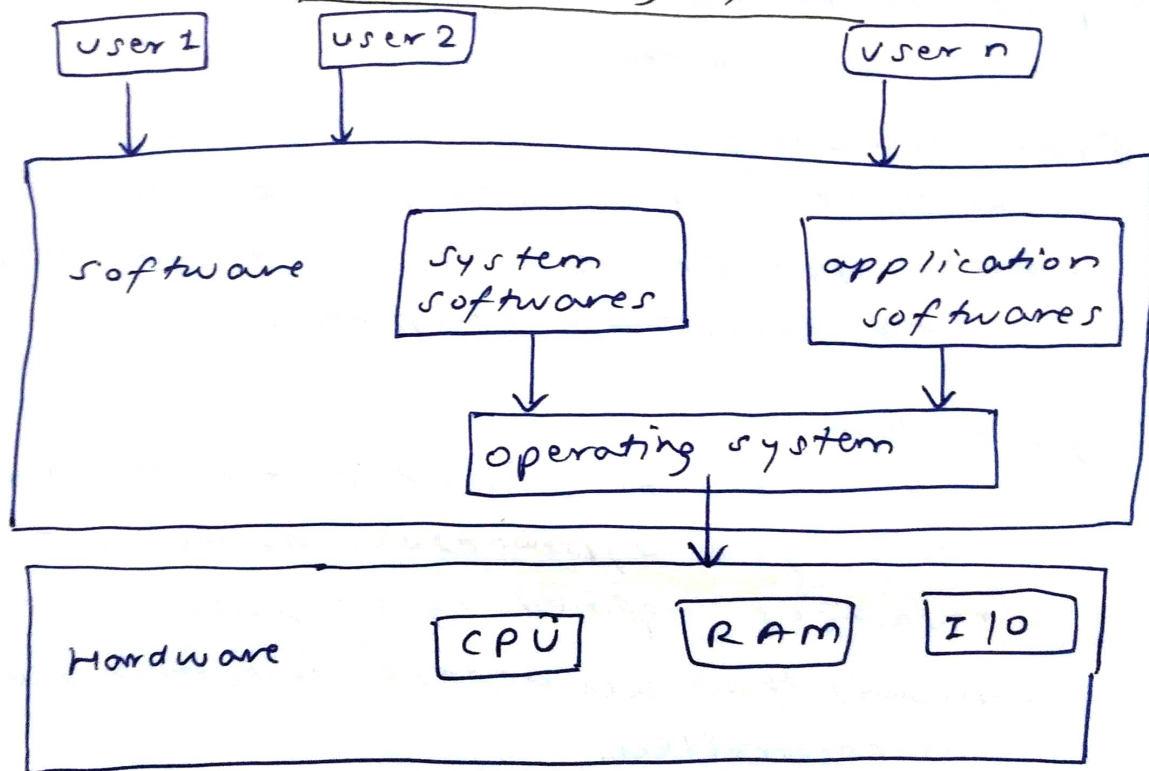 user 1
user 2
user n
software
system
softwares
application
softwares
operating system
Hardware
CPU
RAM
I/O